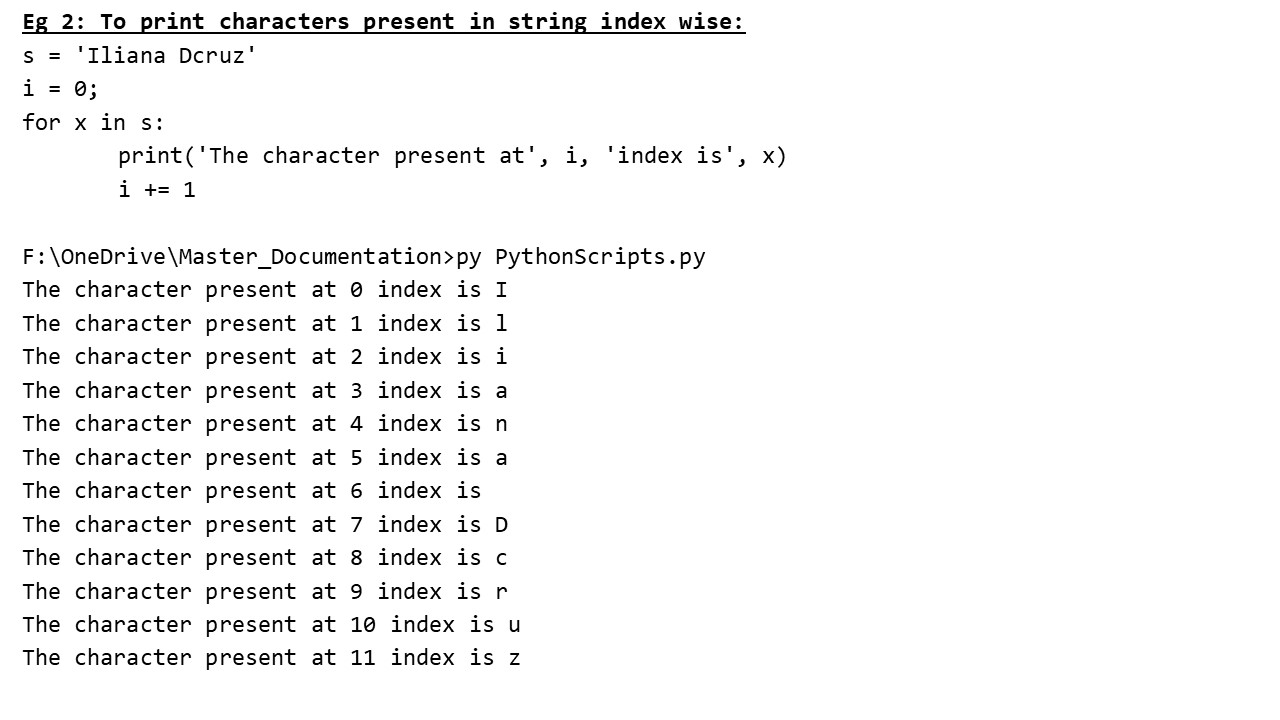 Eg 2: To print characters present in string index wise:
s = 'Iliana Dcruz'
i = 0;
for x in s:
print('The character present at', i, 'index is', x)
i += 1
F:\OneDrive\Master_Documentation>py PythonScripts.py
The character present at 0 index is I
The character present at 1 index is l
The character present at 2 index is i
The character present at 3 index is a
The character present at 4 index is n
The character present at 5 index is a
The character present at 6 index is
The character present at 7 index is D
The character present at 8 index is c
The character present at 9 index is r
The character present at 10 index is u
The character present at 11 index is z